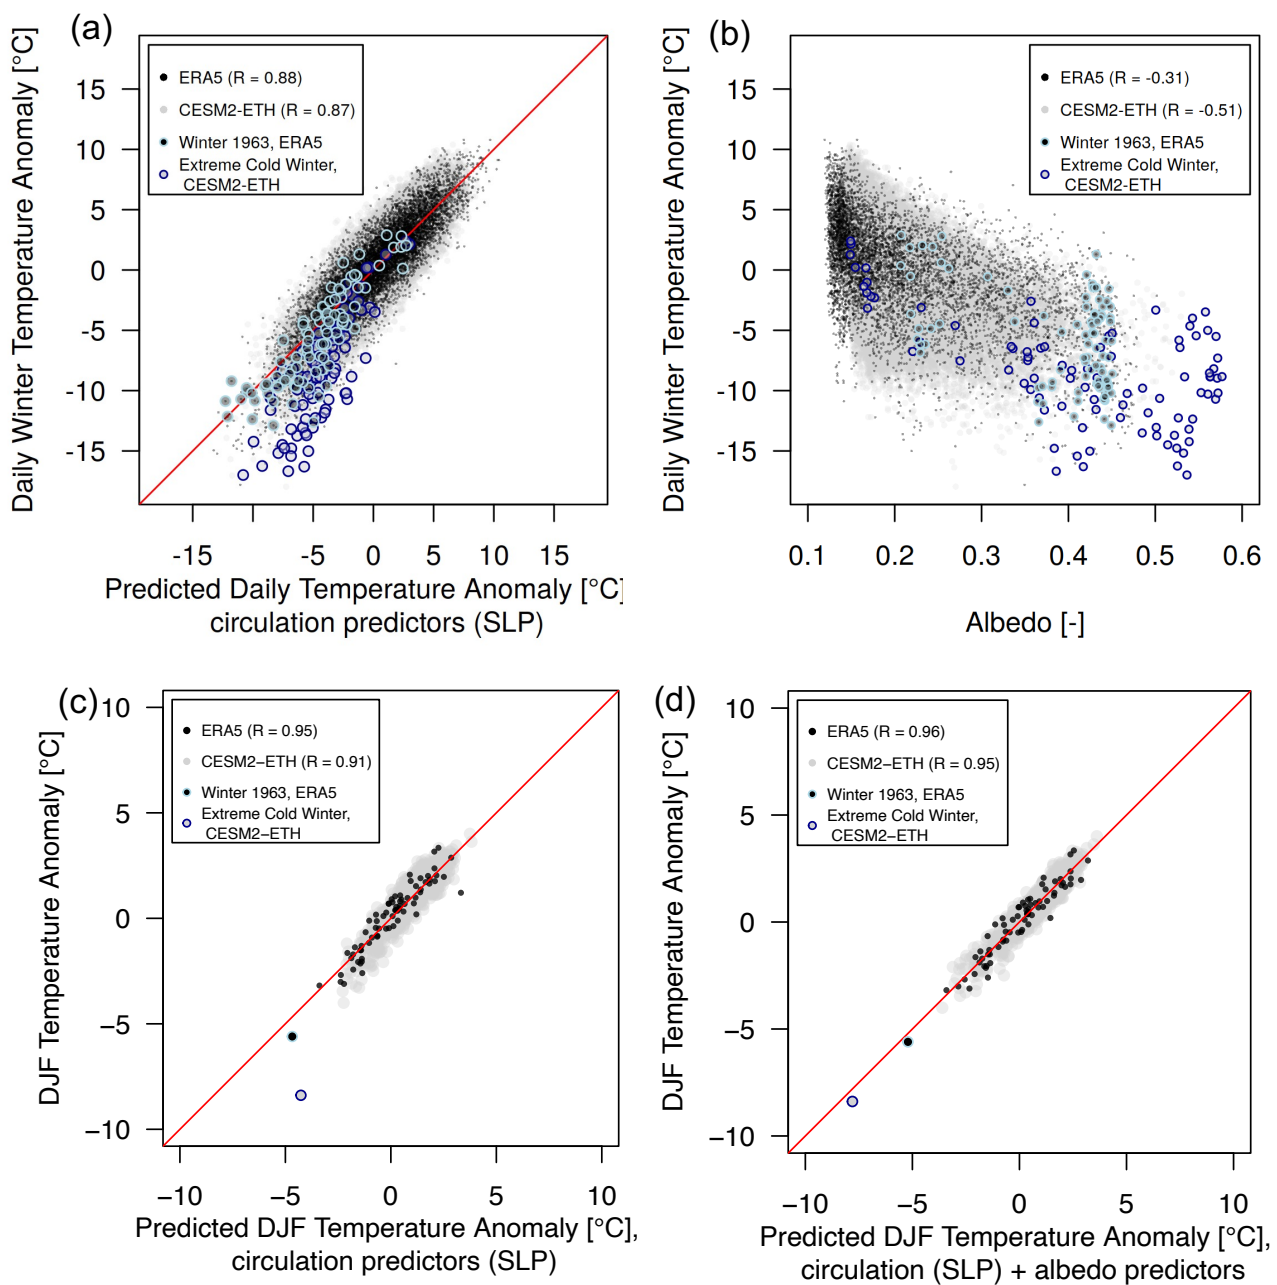 (a)
Daily Winter Temperature Anomaly [°C]
ERA5 (R = 0.88)
CESM2-ETH (R = 0.87)
Winter 1963, ERA5
Extreme Cold Winter,
CESM2-ETH
15
10
5
0
-5
-10
-15
-15
-5
0
5
10
15
Predicted Daily Temperature Anomaly [°C]
circulation predictors (SLP)
(b)
Daily Winter Temperature Anomaly [°C]
ERA5 (R = -0.31)
CESM2-ETH (R = -0.51)
Winter 1963, ERA5
Extreme Cold Winter,
CESM2-ETH
15
10
5
0
-5
-10
-15
0.1
0.2
0.3
0.4
0.5
0.6
Albedo [-]
(c)
DJF Temperature Anomaly [°C]
ERA5 (R = 0.95)
CESM2−ETH (R = 0.91)
Winter 1963, ERA5
Extreme Cold Winter,
CESM2−ETH
10
5
0
−5
−10
−10
−5
0
5
10
Predicted DJF Temperature Anomaly [°C],
circulation predictors (SLP)
(d)
DJF Temperature Anomaly [°C]
ERA5 (R = 0.96)
CESM2−ETH (R = 0.95)
Winter 1963, ERA5
Extreme Cold Winter,
CESM2−ETH
10
5
0
−5
−10
−10
−5
0
5
10
Predicted DJF Temperature Anomaly [°C],
circulation (SLP) + albedo predictors